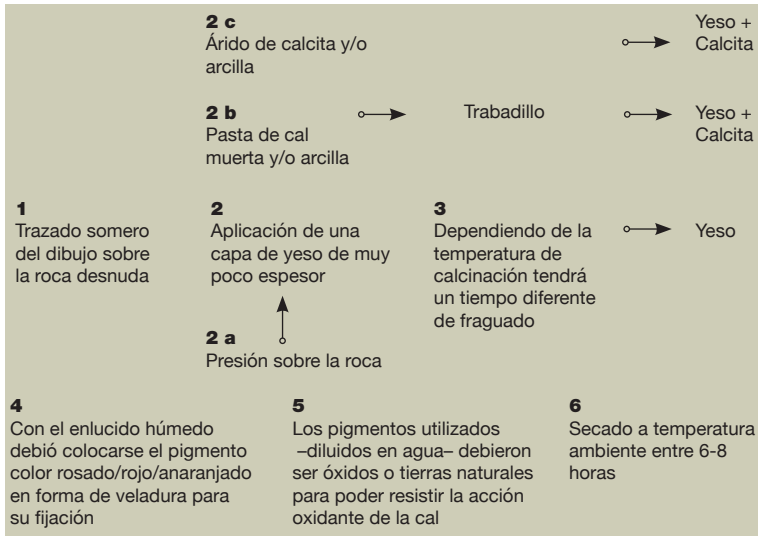 2 c
Árido de calcita y/o
arcilla
Yeso +
Calcita
2 b
Pasta de cal
muerta y/o arcilla
Trabadillo
Yeso +
Calcita
1
Trazado somero
del dibujo sobre
la roca desnuda
2
Aplicación de una
capa de yeso de muy
poco espesor
3
Dependiendo de la
temperatura de
calcinación tendrá
un tiempo diferente
de fraguado
Yeso
2 a
Presión sobre la roca
4
Con el enlucido húmedo
debió colocarse el pigmento
color rosado/rojo/anaranjado
en forma de veladura para
su fijación
5
Los pigmentos utilizados
–diluidos en agua– debieron
ser óxidos o tierras naturales
para poder resistir la acción
oxidante de la cal
6
Secado a temperatura
ambiente entre 6-8
horas